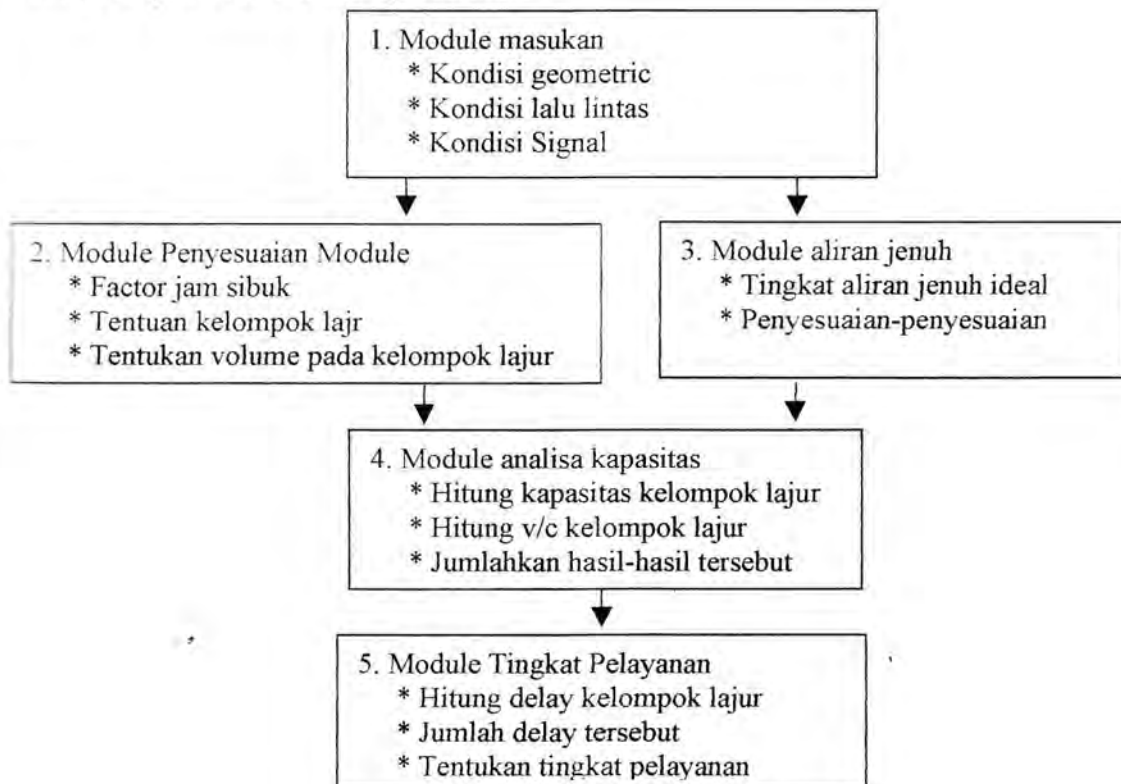 1. Module masukan
* Kondisi geometric
* Kondisi lalu lintas
* Kondisi Signal
2. Module Penyesuaian Module
* Factor jam sibuk
* Tentuan kelompok lajr
* Tentukan volume pada kelompok lajur
3. Module aliran jenuh
* Tingkat aliran jenuh ideal
* Penyesuaian-penyesuaian
4. Module analisa kapasitas
* Hitung kapasitas kelompok lajur
* Hitung v/c kelompok lajur
* Jumlahkan hasil-hasil tersebut
5. Module Tingkat Pelayanan
* Hitung delay kelompok lajur
* Jumlah delay tersebut
* Tentukan tingkat pelayanan